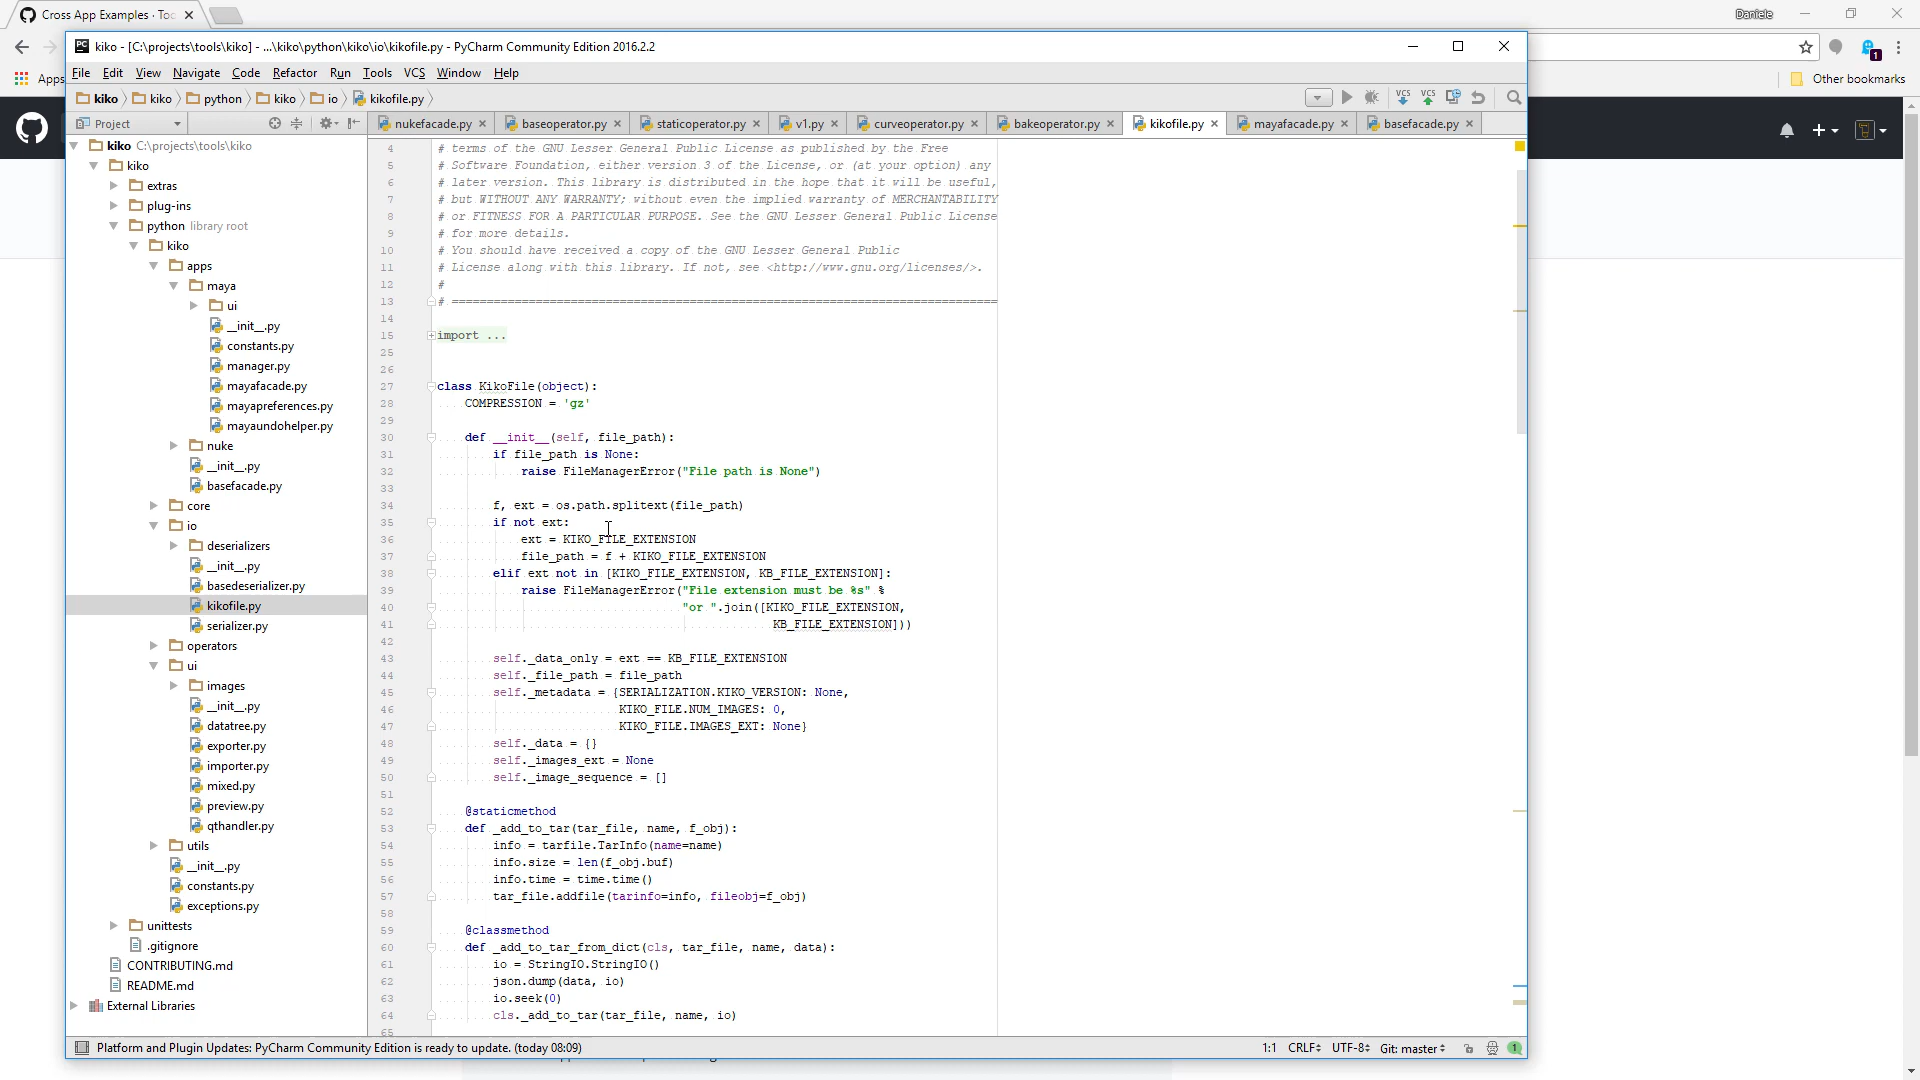 Cross App Examples · Too
Daniele
kiko - [C:\projects\tools\kiko] - ...\kiko\python\kiko\io\kikofile.py - PyCharm Community Edition 2016.2.2
File Edit View Navigate Code Refactor Run Tools VCS Window Help
Apps
Other bookmarks
kiko kiko python kiko io kikofile.py
VCS VCS
Project
nukefacade.py baseoperator.py staticoperator.py v1.py curveoperator.py bakeoperator.py kikofile.py mayafacade.py basefacade.py
kiko C:\projects\tools\kiko
kiko
extras
plug-ins
python library root
kiko
apps
maya
ui
__init__.py
constants.py
manager.py
mayafacade.py
mayapreferences.py
mayaundohelper.py
nuke
__init__.py
basefacade.py
core
io
deserializers
__init__.py
basedeserializer.py
kikofile.py
serializer.py
operators
ui
images
__init__.py
datatree.py
exporter.py
importer.py
mixed.py
preview.py
qthandler.py
utils
__init__.py
constants.py
exceptions.py
unittests
.gitignore
CONTRIBUTING.md
README.md
External Libraries
4 # terms of the GNU Lesser General Public License as published by the Free
5 # Software Foundation, either version 3 of the License, or (at your option) any
6 # later version. This library is distributed in the hope that it will be useful,
7 # but WITHOUT ANY WARRANTY; without even the implied warranty of MERCHANTABILITY
8 # or FITNESS FOR A PARTICULAR PURPOSE. See the GNU Lesser General Public License
9 # for more details.
10 # You should have received a copy of the GNU Lesser General Public
11 # License along with this library. If not, see <http://www.gnu.org/licenses/>.
12 #
13 # ==============================================================================
14
15 import ...
25
26
27 class KikoFile(object):
28 COMPRESSION = 'gz'
29
30 def __init__(self, file_path):
31 if file_path is None:
32 raise FileManagerError("File path is None")
33
34 f, ext = os.path.splitext(file_path)
35 if not ext:
36 ext = KIKO_FILE_EXTENSION
37 file_path = f + KIKO_FILE_EXTENSION
38 elif ext not in [KIKO_FILE_EXTENSION, KB_FILE_EXTENSION]:
39 raise FileManagerError("File extension must be %s" %
40 "or ".join([KIKO_FILE_EXTENSION,
41 KB_FILE_EXTENSION]))
42
43 self._data_only = ext == KB_FILE_EXTENSION
44 self._file_path = file_path
45 self._metadata = {SERIALIZATION.KIKO_VERSION: None,
46 KIKO_FILE.NUM_IMAGES: 0,
47 KIKO_FILE.IMAGES_EXT: None}
48 self._data = {}
49 self._images_ext = None
50 self._image_sequence = []
51
52 @staticmethod
53 def _add_to_tar(tar_file, name, f_obj):
54 info = tarfile.TarInfo(name=name)
55 info.size = len(f_obj.buf)
56 info.time = time.time()
57 tar_file.addfile(tarinfo=info, fileobj=f_obj)
58
59 @classmethod
60 def _add_to_tar_from_dict(cls, tar_file, name, data):
61 io = StringIO.StringIO()
62 json.dump(data, io)
63 io.seek(0)
64 cls._add_to_tar(tar_file, name, io)
65
Platform and Plugin Updates: PyCharm Community Edition is ready to update. (today 08:09)
1:1 CRLF UTF-8 Git: master 1